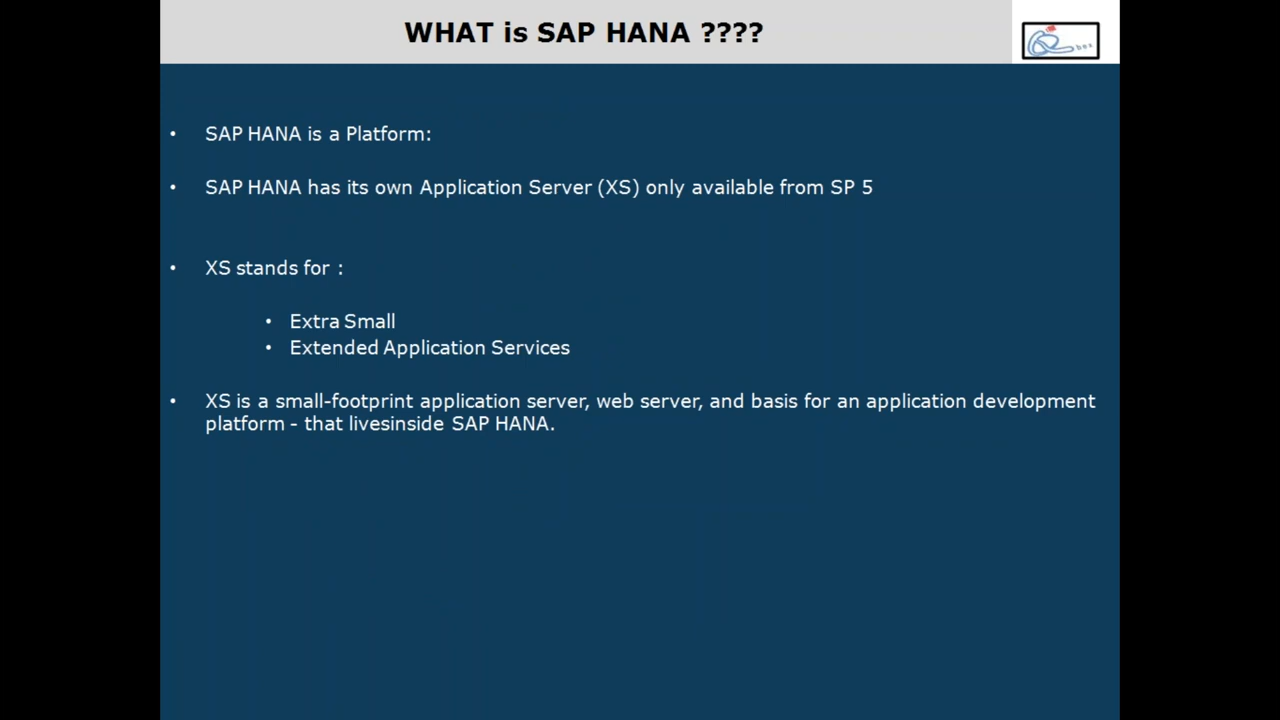 WHAT is SAP HANA ????
• SAP HANA is a Platform:
• SAP HANA has its own Application Server (XS) only available from SP 5
• XS stands for :
• Extra Small
• Extended Application Services
• XS is a small-footprint application server, web server, and basis for an application development
platform - that livesinside SAP HANA.